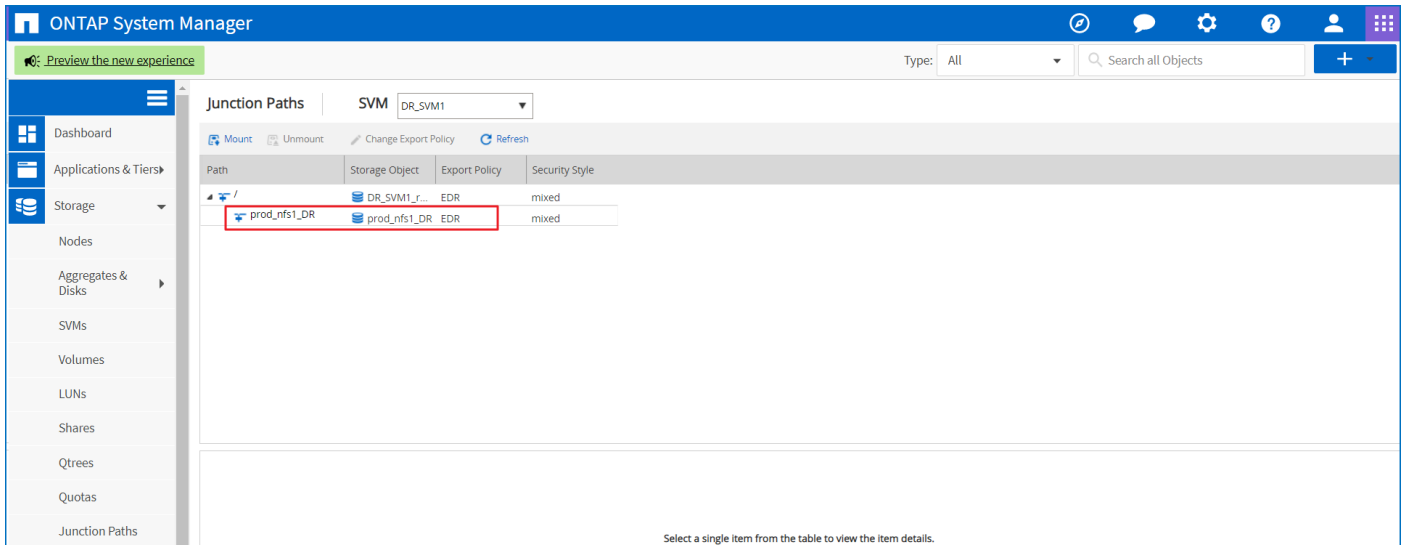 ONTAP System Manager
Preview the new experience
Type: All
Search all Objects
Junction Paths SVM DR_SVM1
Mount Unmount Change Export Policy Refresh
Path Storage Object Export Policy Security Style
/ DR_SVM1_r... EDR mixed
prod_nfs1_DR prod_nfs1_DR EDR mixed
Dashboard
Applications & Tiers
Storage
Nodes
Aggregates &
Disks
SVMs
Volumes
LUNs
Shares
Qtrees
Quotas
Junction Paths
Select a single item from the table to view the item details.